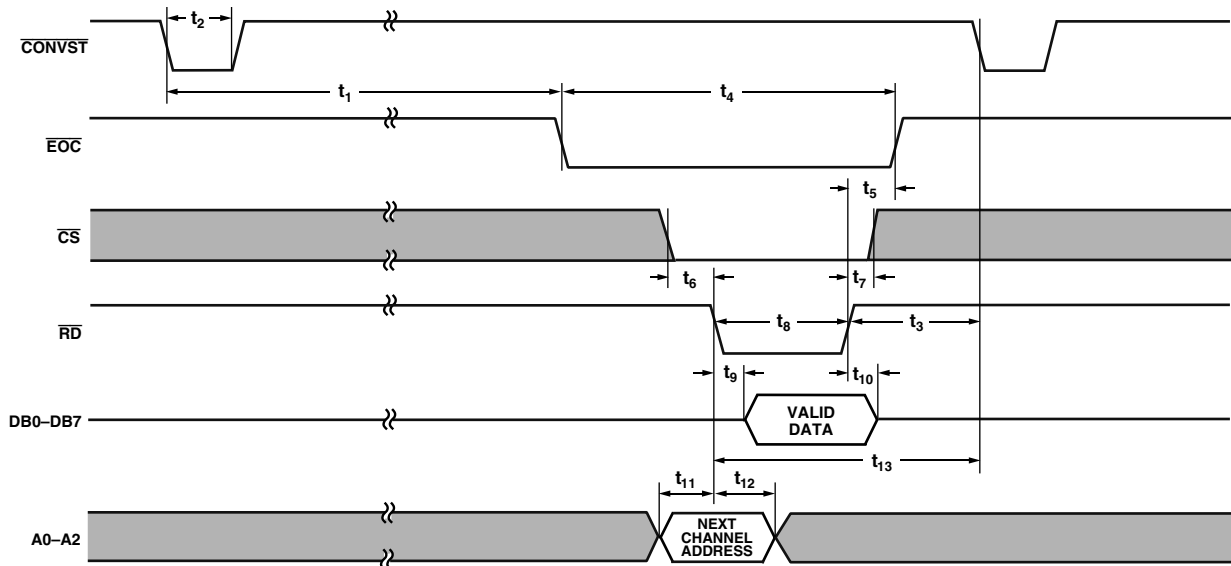 t2
CONVST
t1
t4
EOC
t5
CS
t6
t7
RD
t8
t3
t9
t10
DB0–DB7
VALID
DATA
t13
t11
t12
A0–A2
NEXT
CHANNEL
ADDRESS